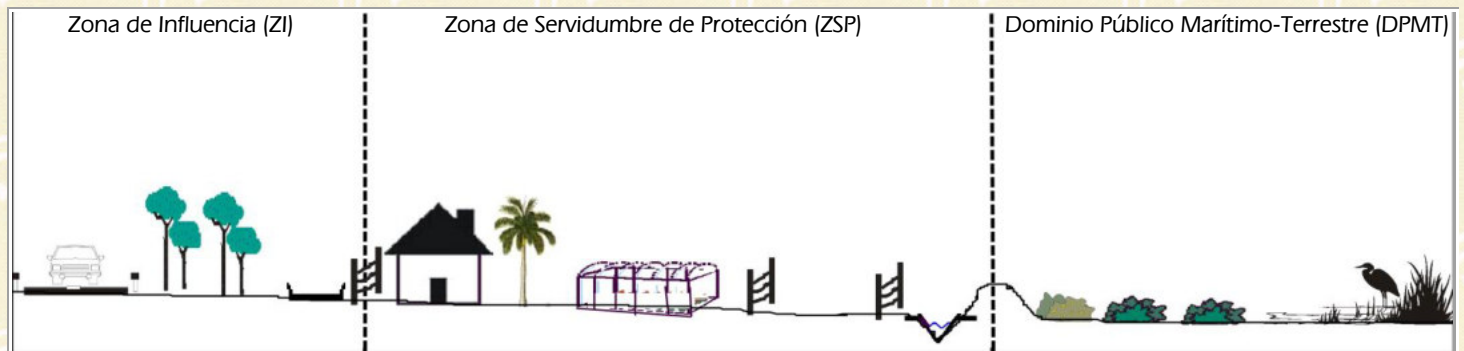 Zona de Influencia (ZI)
Zona de Servidumbre de Protección (ZSP)
Dominio Público Marítimo-Terrestre (DPMT)